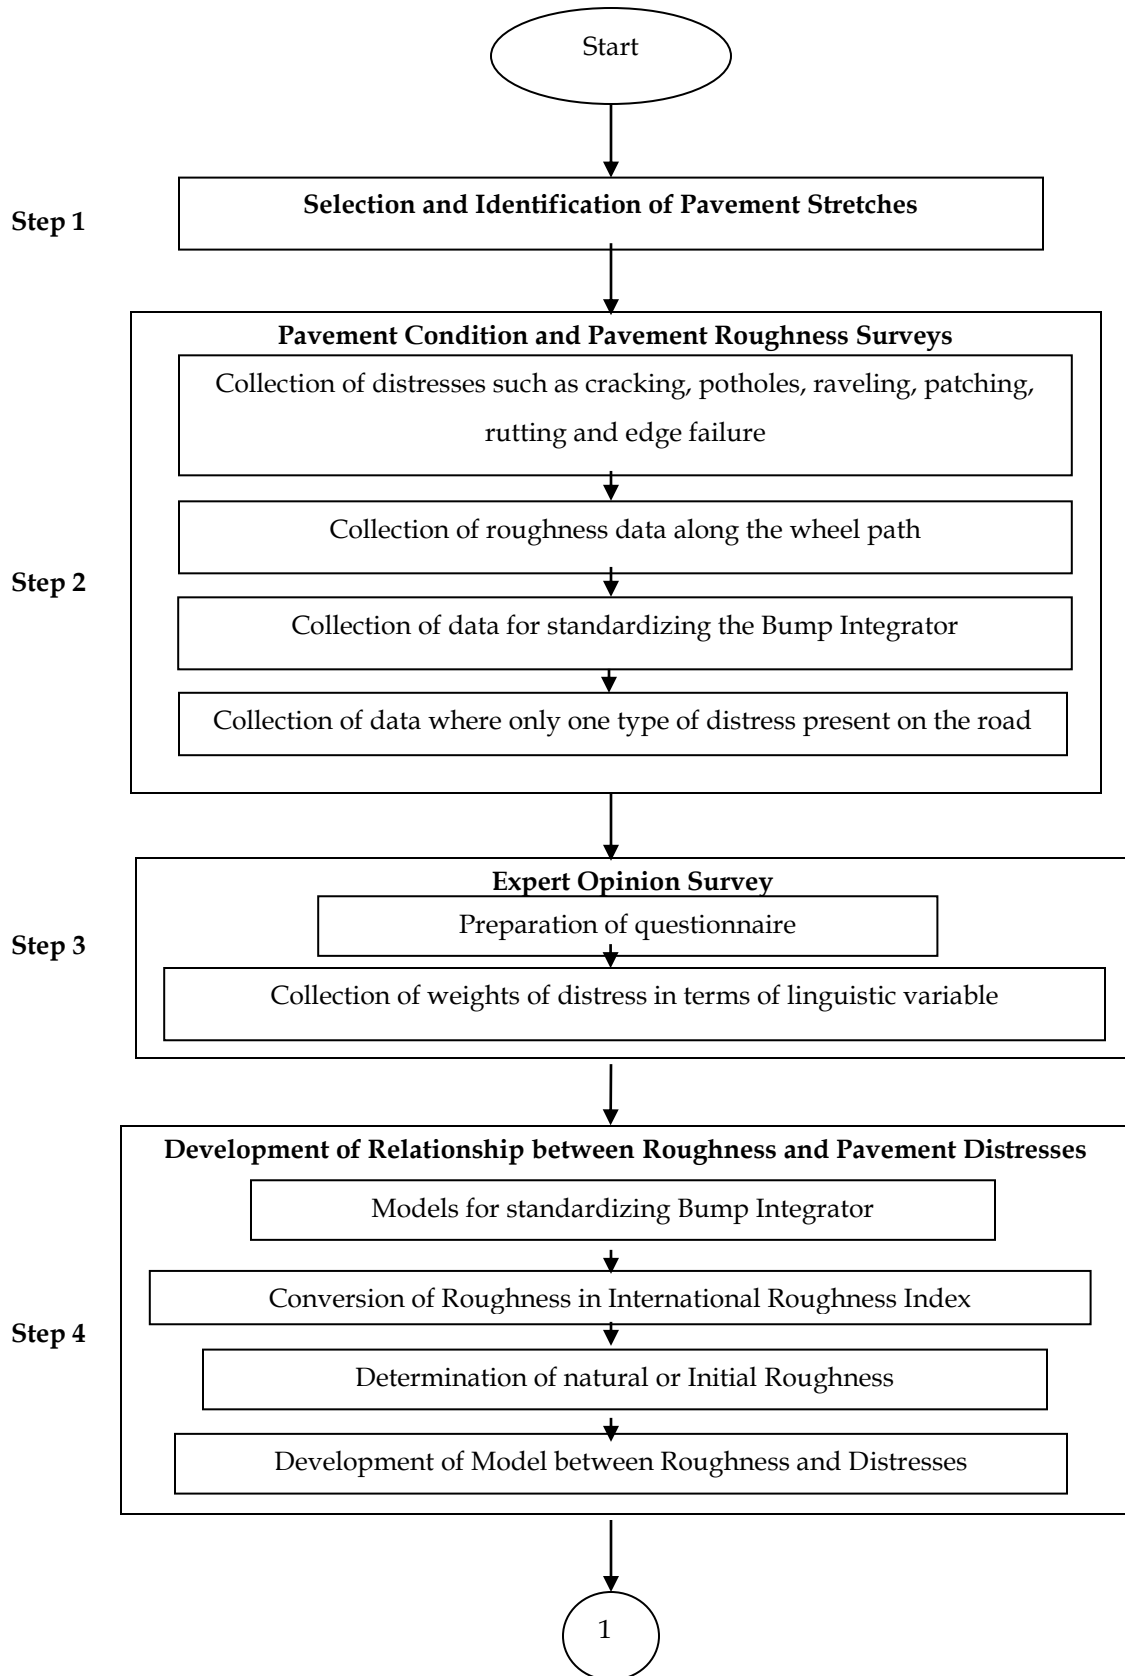 Start
Step 1
Selection and Identification of Pavement Stretches
Pavement Condition and Pavement Roughness Surveys
Collection of distresses such as cracking, potholes, raveling, patching,
rutting and edge failure
Collection of roughness data along the wheel path
Step 2
Collection of data for standardizing the Bump Integrator
Collection of data where only one type of distress present on the road
Expert Opinion Survey
Preparation of questionnaire
Step 3
Collection of weights of distress in terms of linguistic variable
Development of Relationship between Roughness and Pavement Distresses
Models for standardizing Bump Integrator
Conversion of Roughness in International Roughness Index
Step 4
Determination of natural or Initial Roughness
Development of Model between Roughness and Distresses
1